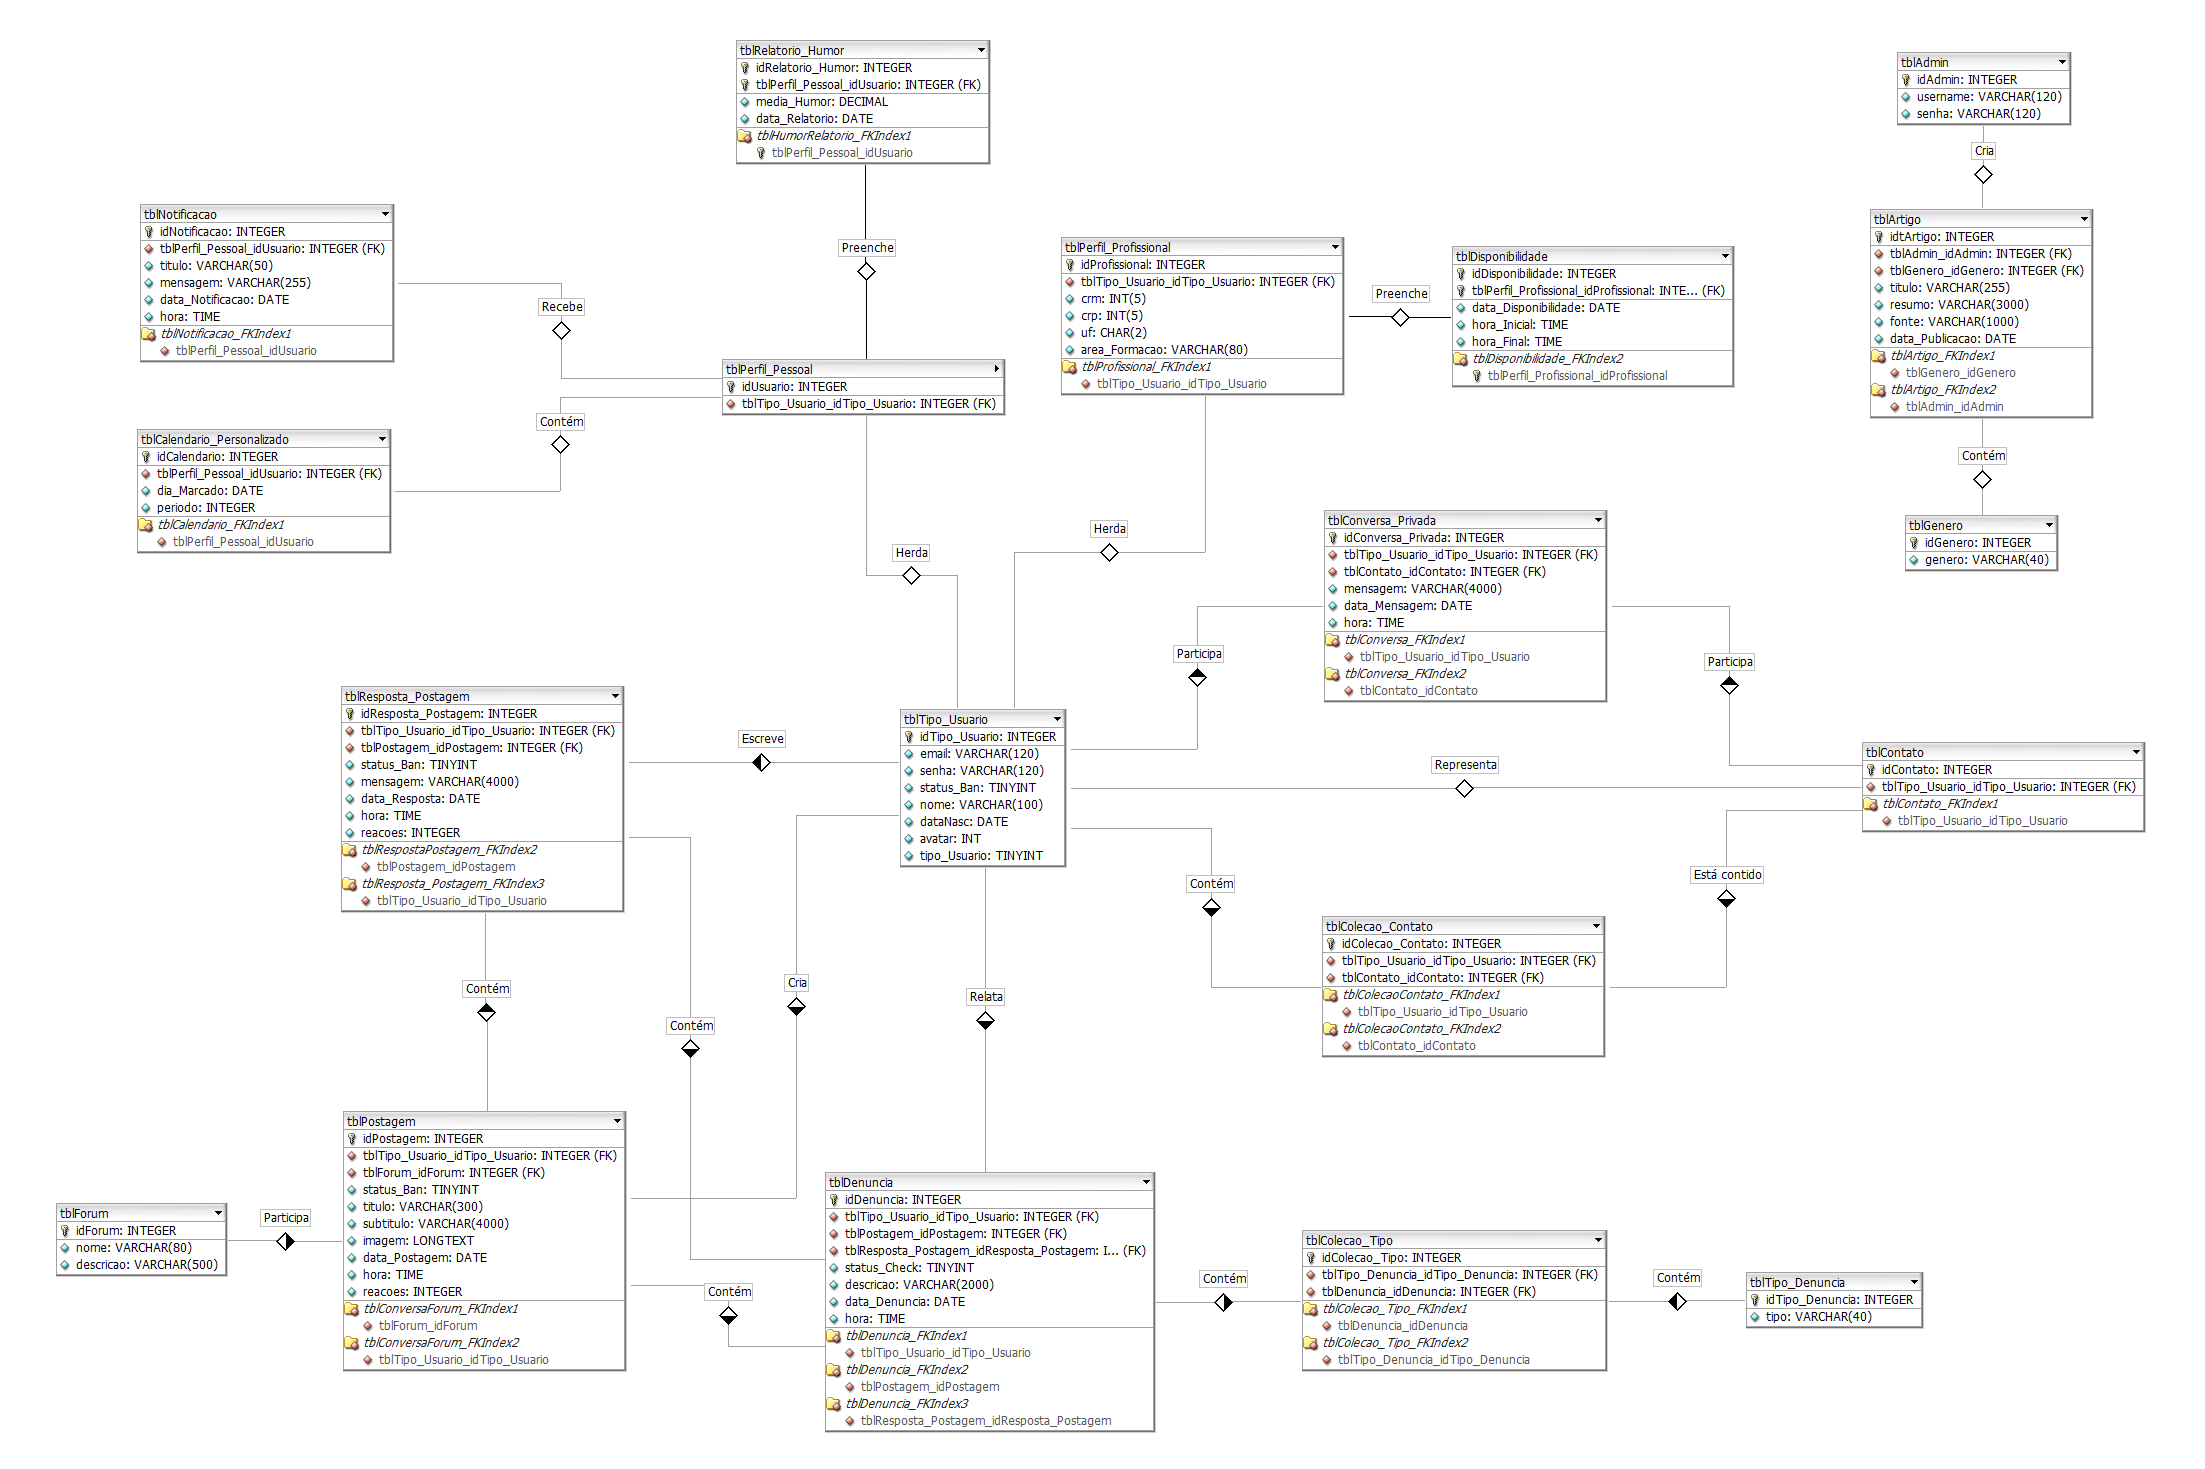 tblRelatorio_Humor
idRelatorio_Humor: INTEGER
tblPerfil_Pessoal_idUsuario: INTEGER (FK)
media_Humor: DECIMAL
data_Relatorio: DATE
tblHumorRelatorio_FKIndex1
tblPerfil_Pessoal_idUsuario
tblAdmin
idAdmin: INTEGER
username: VARCHAR(120)
senha: VARCHAR(120)
Cria
tblNotificacao
idNotificacao: INTEGER
tblPerfil_Pessoal_idUsuario: INTEGER (FK)
titulo: VARCHAR(50)
mensagem: VARCHAR(255)
data_Notificacao: DATE
hora: TIME
tblNotificacao_FKIndex1
tblPerfil_Pessoal_idUsuario
Recebe
Preenche
tblPerfil_Profissional
idProfissional: INTEGER
tblTipo_Usuario_idTipo_Usuario: INTEGER (FK)
crm: INT(5)
crp: INT(5)
uf: CHAR(2)
area_Formacao: VARCHAR(80)
tblProfissional_FKIndex1
tblTipo_Usuario_idTipo_Usuario
Preenche
tblDisponibilidade
idDisponibilidade: INTEGER
tblPerfil_Profissional_idProfissional: INTE... (FK)
data_Disponibilidade: DATE
hora_Inicial: TIME
hora_Final: TIME
tblDisponibilidade_FKIndex2
tblPerfil_Profissional_idProfissional
tblArtigo
idtArtigo: INTEGER
tblAdmin_idAdmin: INTEGER (FK)
tblGenero_idGenero: INTEGER (FK)
titulo: VARCHAR(255)
resumo: VARCHAR(3000)
fonte: VARCHAR(1000)
data_Publicacao: DATE
tblArtigo_FKIndex1
tblGenero_idGenero
tblArtigo_FKIndex2
tblAdmin_idAdmin
tblPerfil_Pessoal
idUsuario: INTEGER
tblTipo_Usuario_idTipo_Usuario: INTEGER (FK)
Contém
tblCalendario_Personalizado
idCalendario: INTEGER
tblPerfil_Pessoal_idUsuario: INTEGER (FK)
dia_Marcado: DATE
periodo: INTEGER
tblCalendario_FKIndex1
tblPerfil_Pessoal_idUsuario
Contém
tblGenero
idGenero: INTEGER
genero: VARCHAR(40)
Herda
Herda
tblConversa_Privada
idConversa_Privada: INTEGER
tblTipo_Usuario_idTipo_Usuario: INTEGER (FK)
tblContato_idContato: INTEGER (FK)
mensagem: VARCHAR(4000)
data_Mensagem: DATE
hora: TIME
tblConversa_FKIndex1
tblTipo_Usuario_idTipo_Usuario
tblConversa_FKIndex2
tblContato_idContato
Participa
Participa
tblResposta_Postagem
idResposta_Postagem: INTEGER
tblTipo_Usuario_idTipo_Usuario: INTEGER (FK)
tblPostagem_idPostagem: INTEGER (FK)
status_Ban: TINYINT
mensagem: VARCHAR(4000)
data_Resposta: DATE
hora: TIME
reacoes: INTEGER
tblRespostaPostagem_FKIndex2
tblPostagem_idPostagem
tblResposta_Postagem_FKIndex3
tblTipo_Usuario_idTipo_Usuario
Escreve
tblTipo_Usuario
idTipo_Usuario: INTEGER
email: VARCHAR(120)
senha: VARCHAR(120)
status_Ban: TINYINT
nome: VARCHAR(100)
dataNasc: DATE
avatar: INT
tipo_Usuario: TINYINT
Representa
tblContato
idContato: INTEGER
tblTipo_Usuario_idTipo_Usuario: INTEGER (FK)
tblContato_FKIndex1
tblTipo_Usuario_idTipo_Usuario
Contém
Está contido
tblColecao_Contato
idColecao_Contato: INTEGER
tblTipo_Usuario_idTipo_Usuario: INTEGER (FK)
tblContato_idContato: INTEGER (FK)
tblColecaoContato_FKIndex1
tblTipo_Usuario_idTipo_Usuario
tblColecaoContato_FKIndex2
tblContato_idContato
Contém
Contém
Cria
Relata
tblPostagem
idPostagem: INTEGER
tblTipo_Usuario_idTipo_Usuario: INTEGER (FK)
tblForum_idForum: INTEGER (FK)
status_Ban: TINYINT
titulo: VARCHAR(300)
subtitulo: VARCHAR(4000)
imagem: LONGTEXT
data_Postagem: DATE
hora: TIME
reacoes: INTEGER
tblConversaForum_FKIndex1
tblForum_idForum
tblConversaForum_FKIndex2
tblTipo_Usuario_idTipo_Usuario
tblForum
idForum: INTEGER
nome: VARCHAR(80)
descricao: VARCHAR(500)
Participa
Contém
tblDenuncia
idDenuncia: INTEGER
tblTipo_Usuario_idTipo_Usuario: INTEGER (FK)
tblPostagem_idPostagem: INTEGER (FK)
tblResposta_Postagem_idResposta_Postagem: I... (FK)
status_Check: TINYINT
descricao: VARCHAR(2000)
data_Denuncia: DATE
hora: TIME
tblDenuncia_FKIndex1
tblTipo_Usuario_idTipo_Usuario
tblDenuncia_FKIndex2
tblPostagem_idPostagem
tblDenuncia_FKIndex3
tblResposta_Postagem_idResposta_Postagem
Contém
tblColecao_Tipo
idColecao_Tipo: INTEGER
tblTipo_Denuncia_idTipo_Denuncia: INTEGER (FK)
tblDenuncia_idDenuncia: INTEGER (FK)
tblColecao_Tipo_FKIndex1
tblDenuncia_idDenuncia
tblColecao_Tipo_FKIndex2
tblTipo_Denuncia_idTipo_Denuncia
Contém
tblTipo_Denuncia
idTipo_Denuncia: INTEGER
tipo: VARCHAR(40)